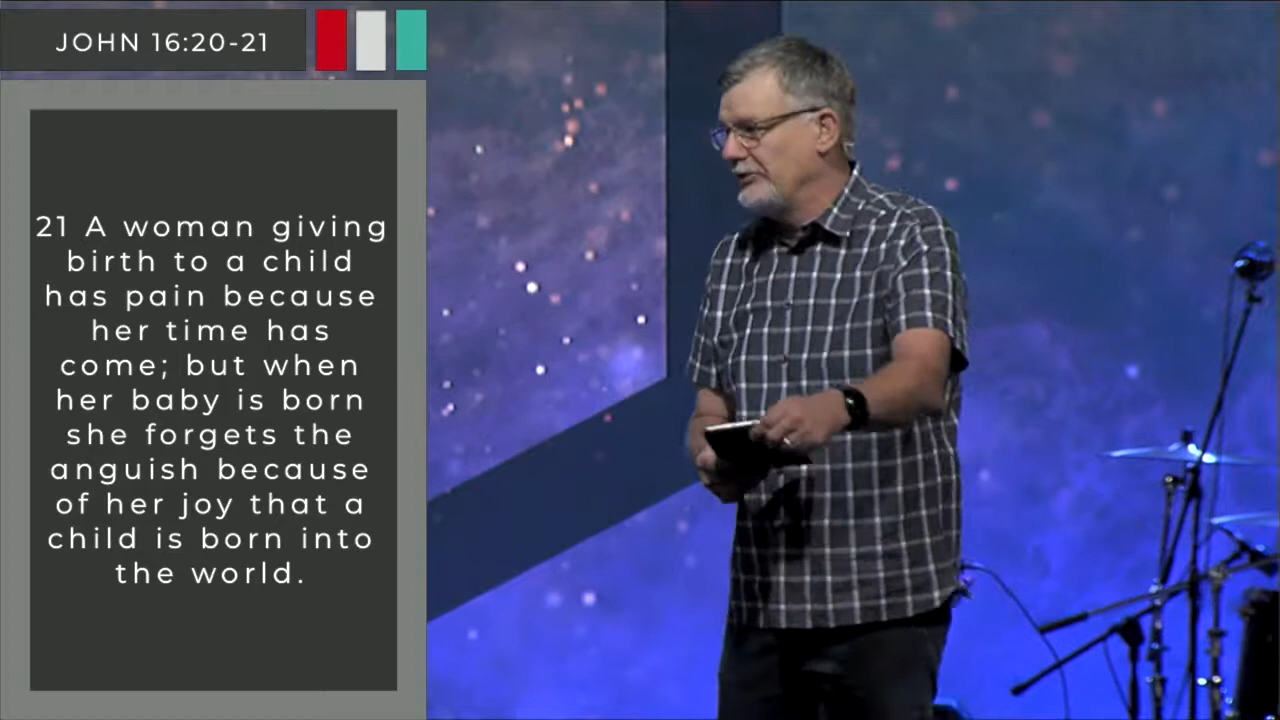 JOHN 16:20-21
21 A woman giving
birth to a child
has pain because
her time has
come; but when
her baby is born
she forgets the
anguish because
of her joy that a
child is born into
the world.